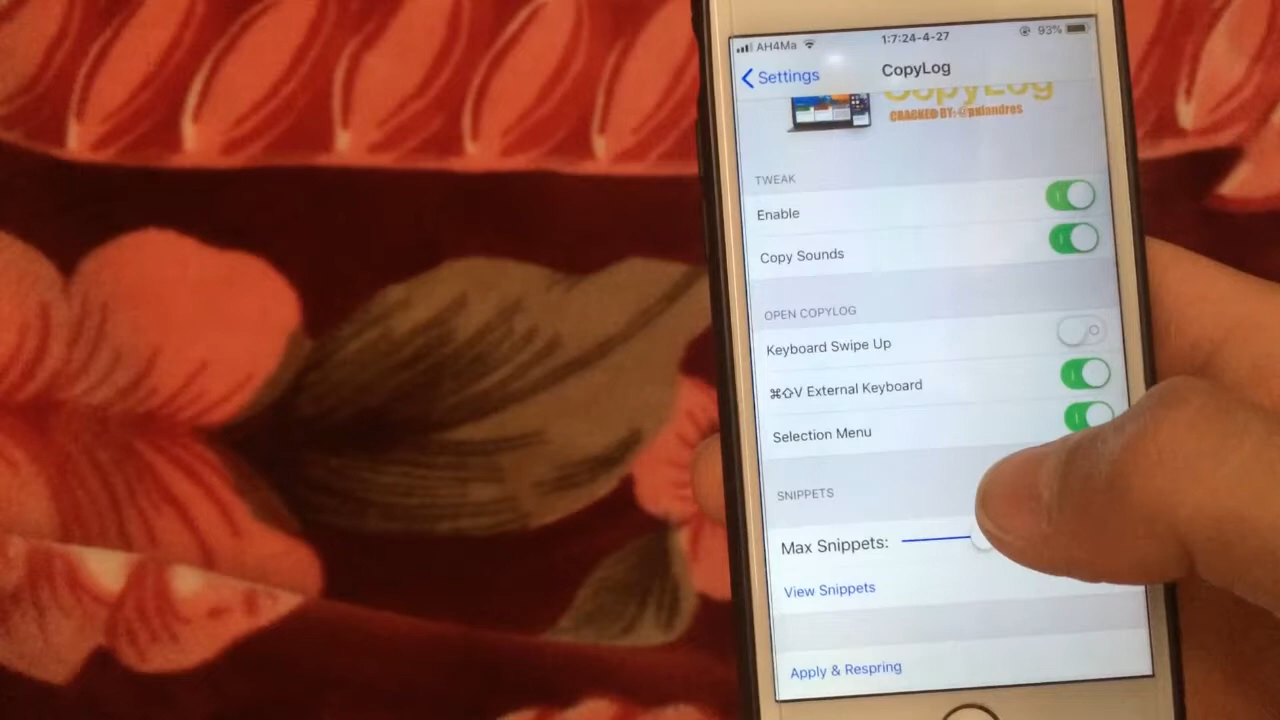 AH4Ma 1:7:24-4-27 93%
Settings CopyLog
CopyLog
CRACKED BY:@pxlandres
TWEAK
Enable
Copy Sounds
OPEN COPYLOG
Keyboard Swipe Up
⌘⇧V External Keyboard
Selection Menu
SNIPPETS
Max Snippets:
View Snippets
Apply & Respring